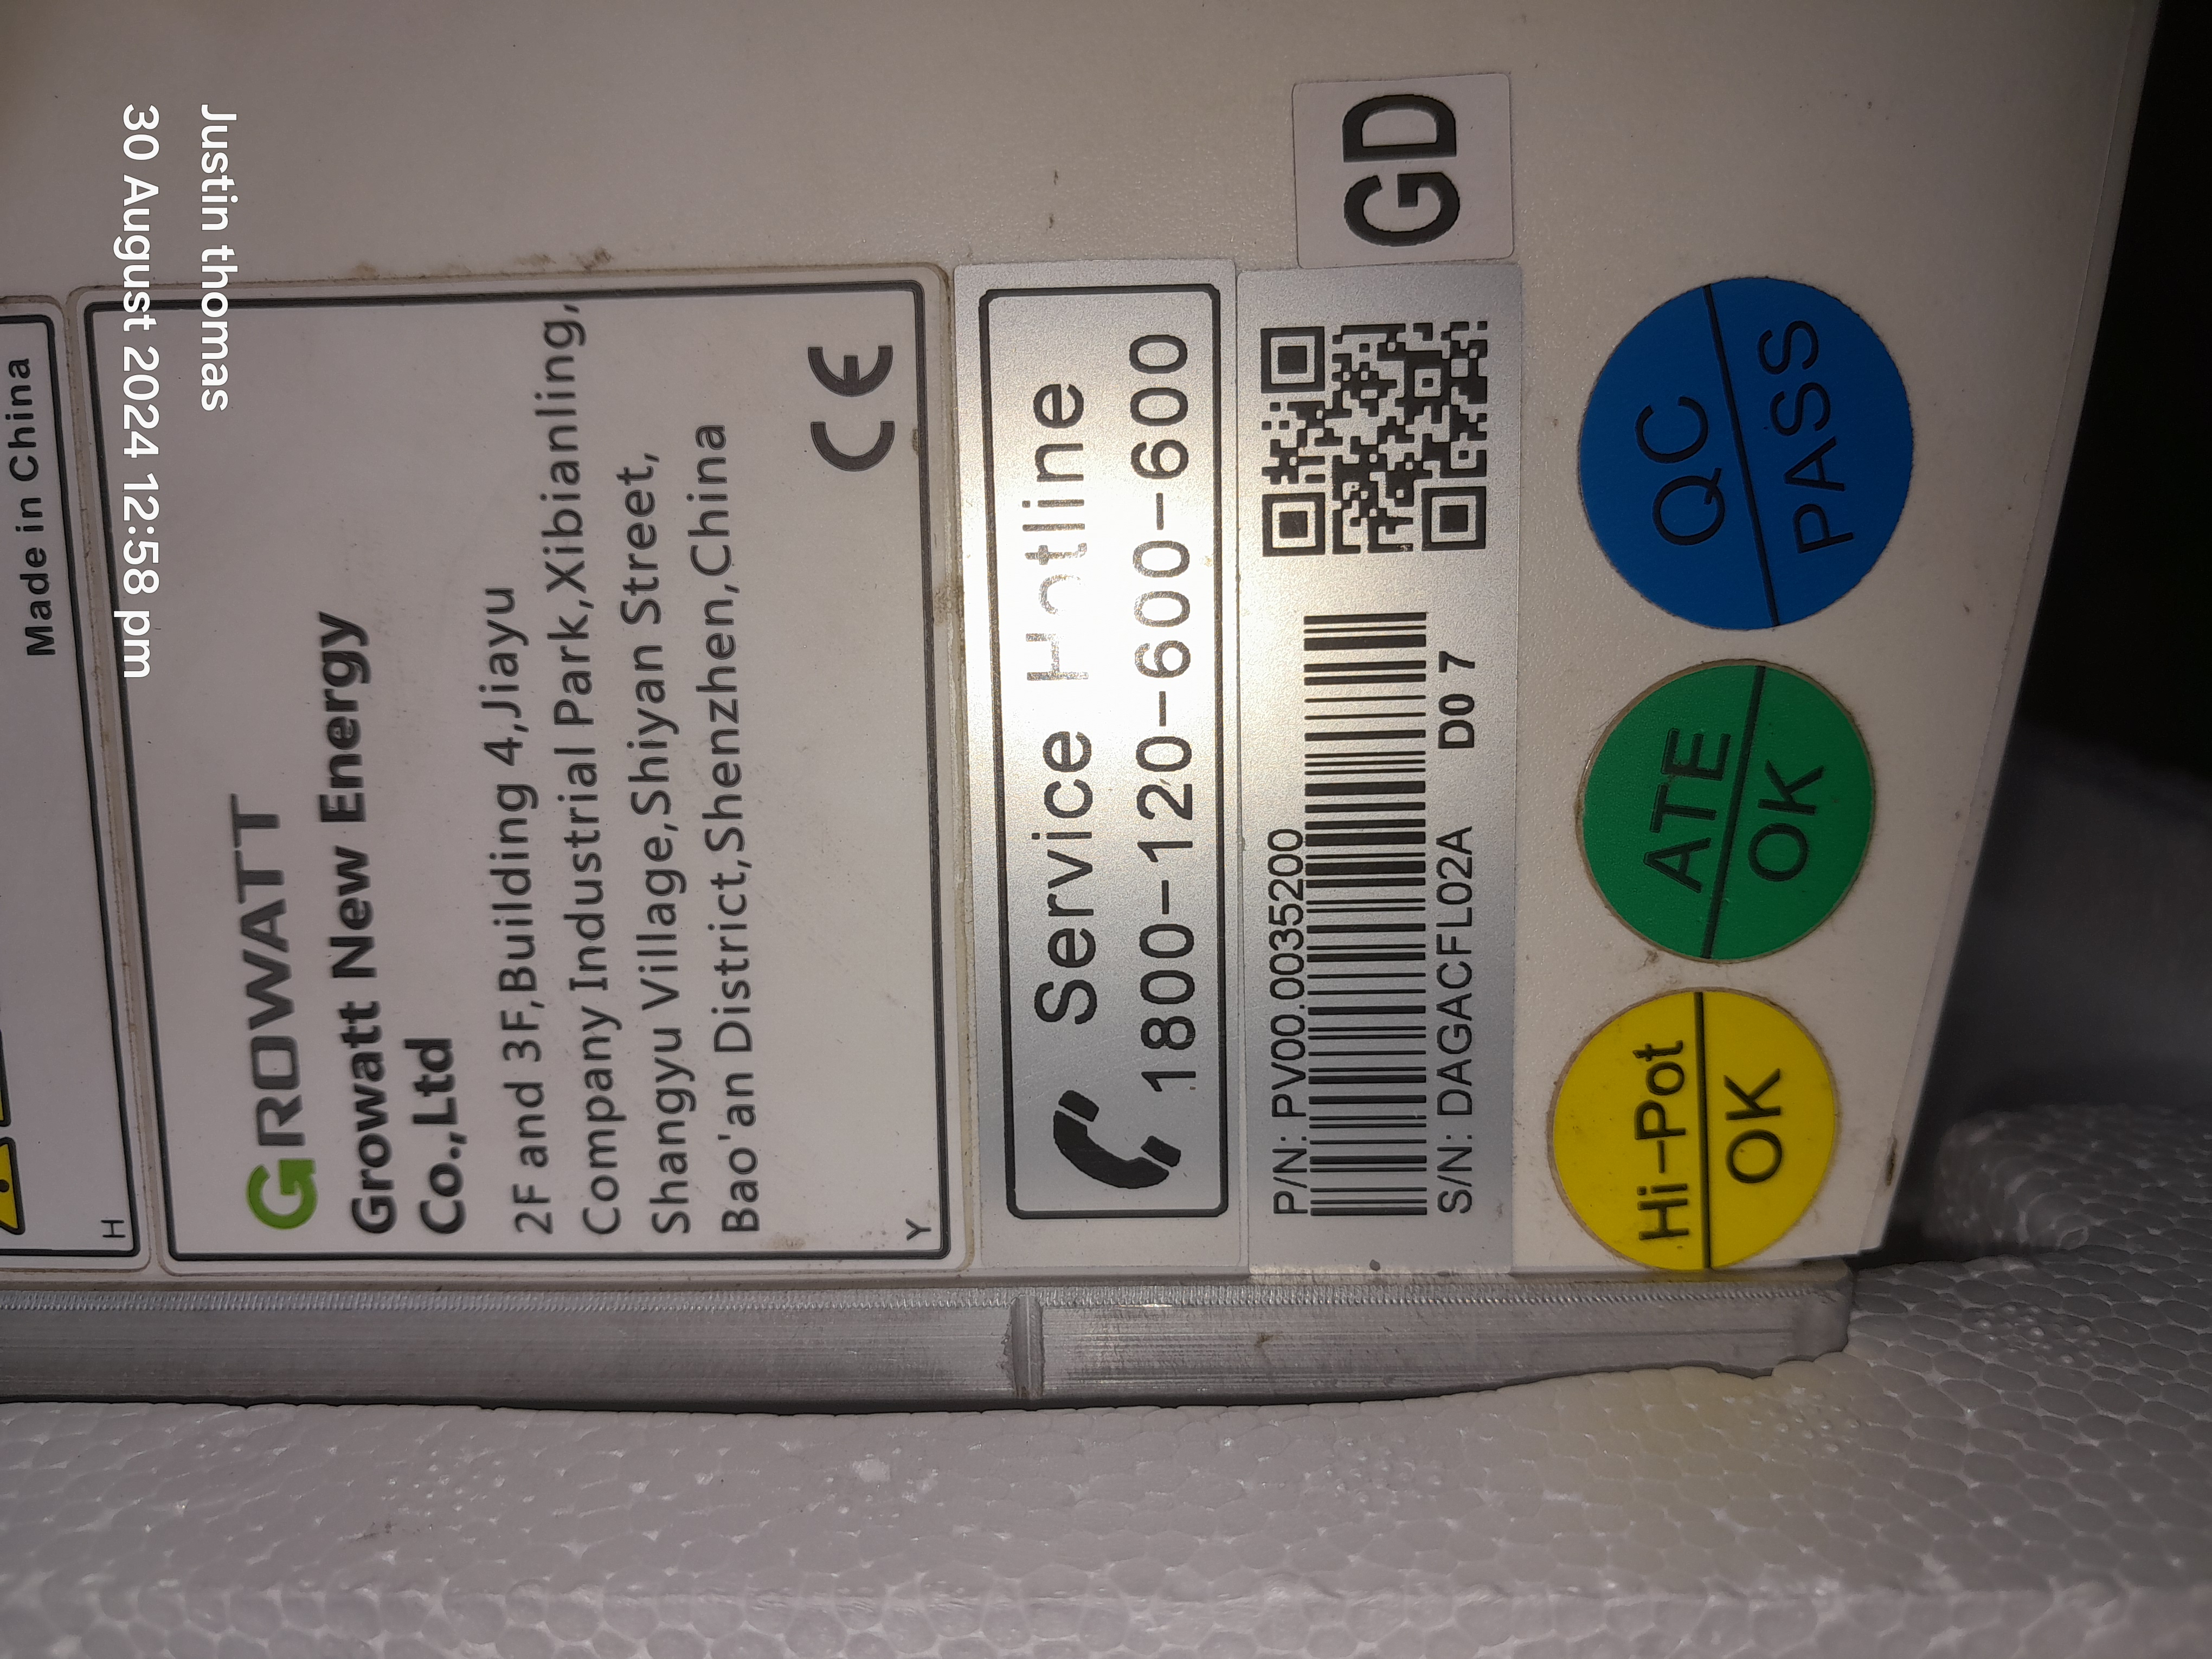 Made in China
H
GROWATT
Growatt New Energy
Co.,Ltd
2F and 3F,Building 4,Jiayu
Company Industrial Park,Xibianling,
Shangyu Village,Shiyan Street,
Bao'an District,Shenzhen,China
CE
Y
Service Hotline
1800-120-600-600
P/N: PV00.0035200
S/N: DAGACFL02A D0 7
GD
Hi-Pot
OK
ATE
OK
QC
PASS
Justin thomas
30 August 2024 12:58 pm